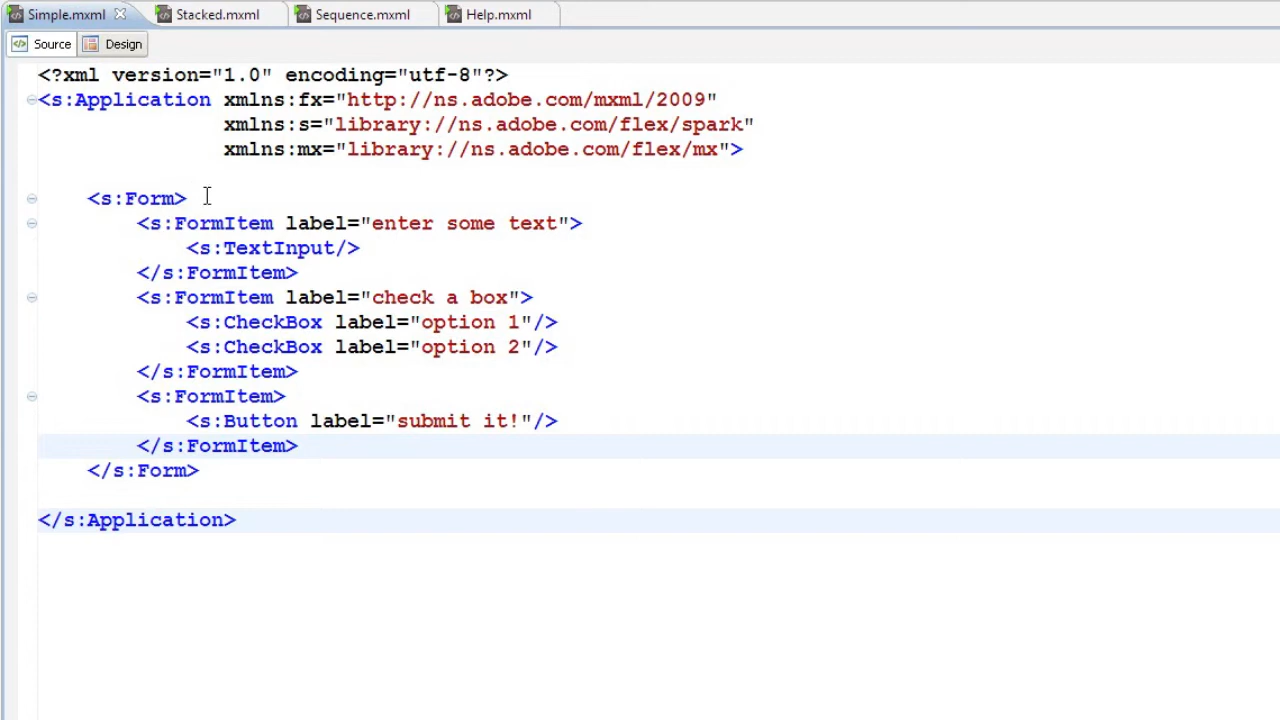 Simple.mxml Stacked.mxml Sequence.mxml Help.mxml
Source Design
<?xml version="1.0" encoding="utf-8"?>
<s:Application xmlns:fx="http://ns.adobe.com/mxml/2009"
xmlns:s="library://ns.adobe.com/flex/spark"
xmlns:mx="library://ns.adobe.com/flex/mx">
<s:Form>
<s:FormItem label="enter some text">
<s:TextInput/>
</s:FormItem>
<s:FormItem label="check a box">
<s:CheckBox label="option 1"/>
<s:CheckBox label="option 2"/>
</s:FormItem>
<s:FormItem>
<s:Button label="submit it!"/>
</s:FormItem>
</s:Form>
</s:Application>